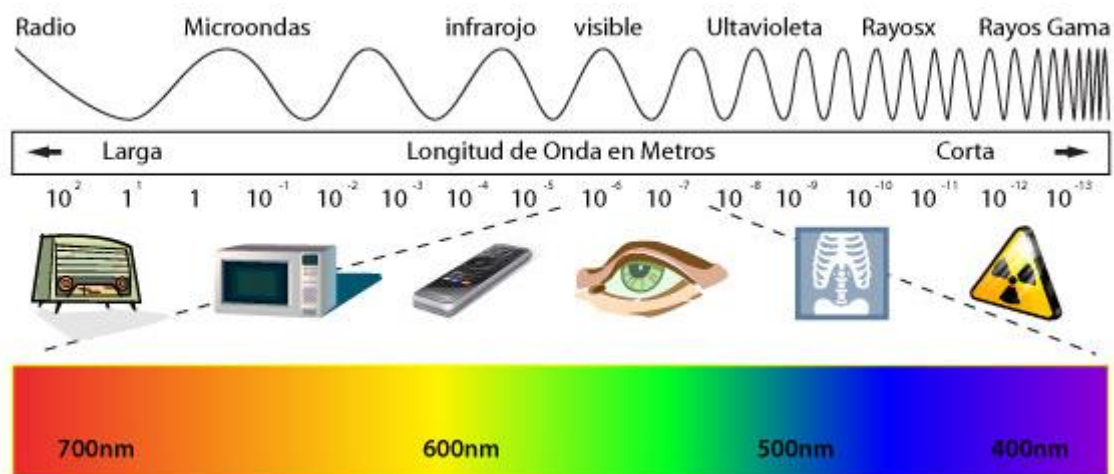 Radio Microondas infrarojo visible Ultavioleta Rayosx Rayos Gama
Larga Longitud de Onda en Metros Corta
10² 1¹ 1 10⁻¹ 10⁻² 10⁻³ 10⁻⁴ 10⁻⁵ 10⁻⁶ 10⁻⁷ 10⁻⁸ 10⁻⁹ 10⁻¹⁰ 10⁻¹¹ 10⁻¹² 10⁻¹³
700nm 600nm 500nm 400nm